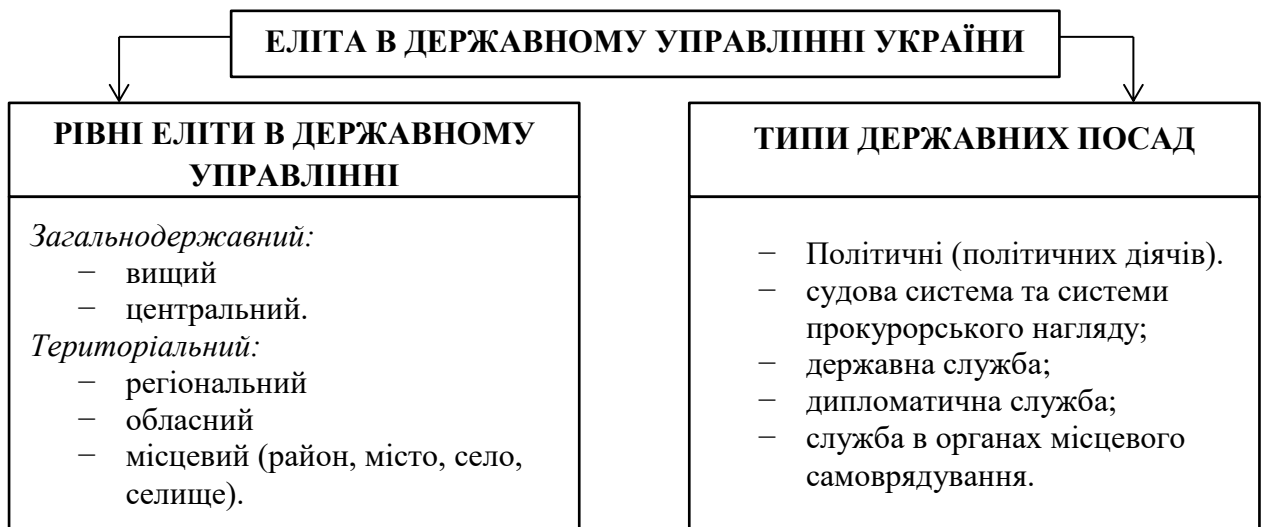 ЕЛІТА В ДЕРЖАВНОМУ УПРАВЛІННІ УКРАЇНИ
РІВНІ ЕЛІТИ В ДЕРЖАВНОМУ
УПРАВЛІННІ
Загальнодержавний:
− вищий
− центральний.
Територіальний:
− регіональний
− обласний
− місцевий (район, місто, село,
селище).
ТИПИ ДЕРЖАВНИХ ПОСАД
− Політичні (політичних діячів).
− судова система та системи
прокурорського нагляду;
− державна служба;
− дипломатична служба;
− служба в органах місцевого
самоврядування.